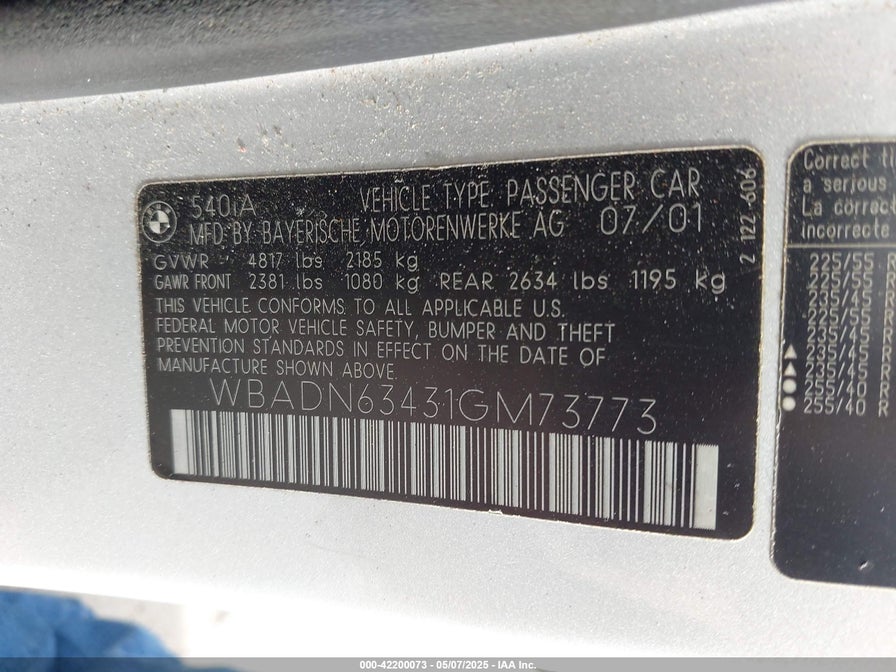 BMW
540iA VEHICLE TYPE PASSENGER CAR
MFD BY BAYERISCHE MOTORENWERKE AG 07/01
GVWR - 4817 lbs 2185 kg
GAWR FRONT 2381 lbs 1080 kg REAR 2634 lbs 1195 kg
THIS VEHICLE CONFORMS TO ALL APPLICABLE U.S.
FEDERAL MOTOR VEHICLE SAFETY, BUMPER AND THEFT
PREVENTION STANDARDS IN EFFECT ON THE DATE OF
MANUFACTURE SHOWN ABOVE.
WBADN63431GM73773
2 122 606
Correct
a serious
La correc
incorrecte
225/55 R
225/55 R
235/45 R
225/55 R
235/45 R
235/45 R
255/40 R
255/40 R
000-42200073 — 05/07/2025 — IAA Inc.